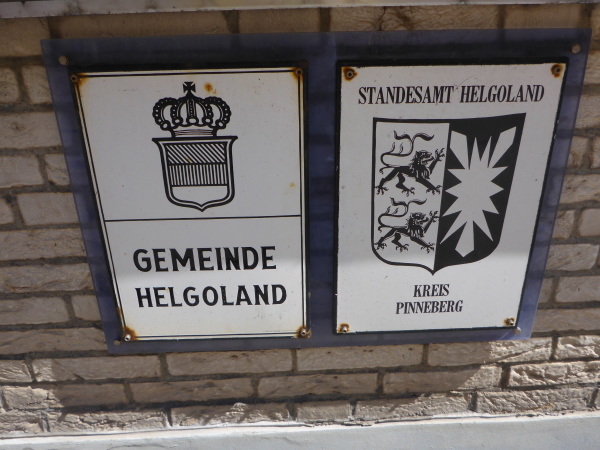 GEMEINDE
HELGOLAND
STANDESAMT HELGOLAND
KREIS
PINNEBERG